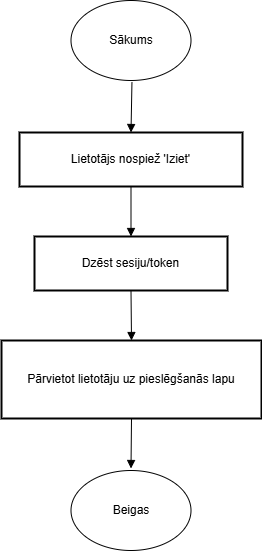 Sākums
Lietotājs nospiež 'Iziet'
Dzēst sesiju/token
Pārvietot lietotāju uz pieslēgšanās lapu
Beigas